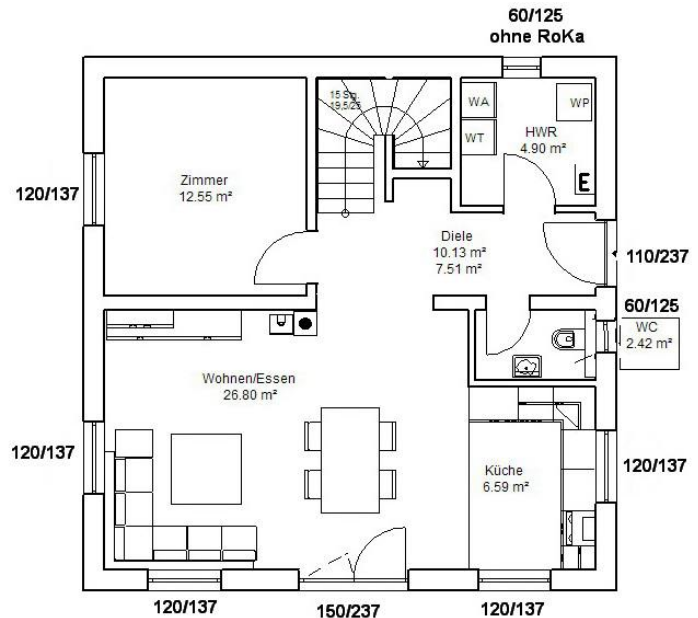 60/125
ohne RoKa
15 Stg.
19,5/25
WA
WP
WT
HWR
4.90 m²
E
Zimmer
12.55 m²
120/137
Diele
10.13 m²
7.51 m²
110/237
60/125
WC
2.42 m²
Wohnen/Essen
26.80 m²
120/137
Küche
6.59 m²
120/137
120/137
150/237
120/137